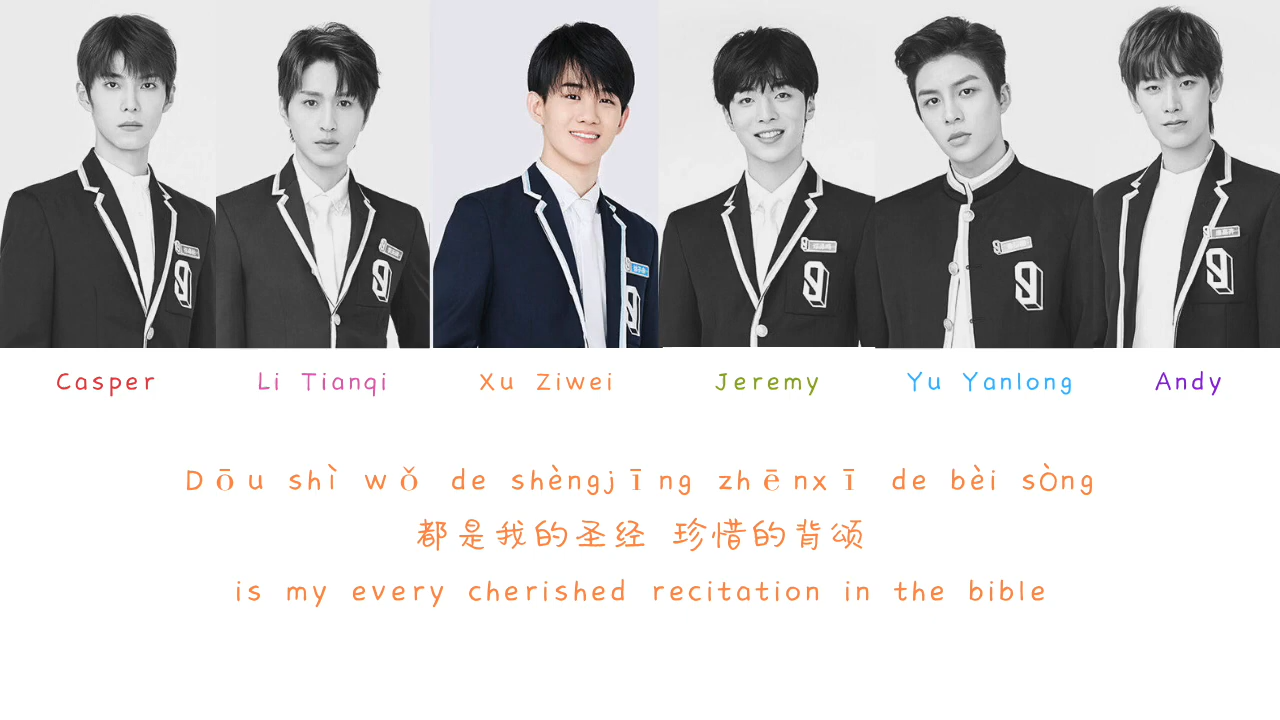 Casper Li Tianqi Xu Ziwei Jeremy Yu Yanlong Andy
Dōu shì wǒ de shèngjīng zhēnxī de bèi sòng
都是我的圣经 珍惜的背颂
is my every cherished recitation in the bible